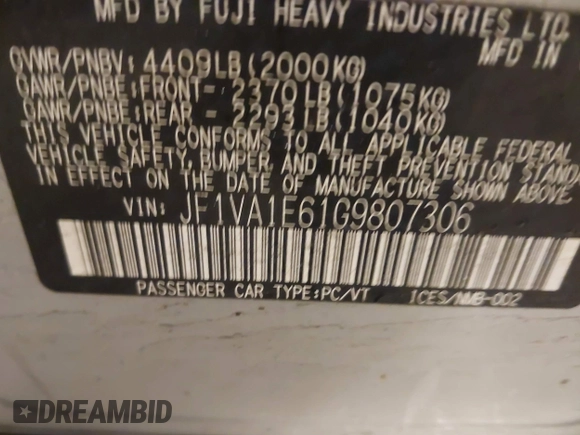 MFD BY FUJI HEAVY INDUSTRIES LTD.
MFD IN
GVWR/PNBV: 4409LB(2000KG)
GAWR/PNBE:FRONT- 2370LB(1075KG)
GAWR/PNBE:REAR - 2293LB(1040KG)
THIS VEHICLE CONFORMS TO ALL APPLICABLE FEDERAL
VEHICLE SAFETY, BUMPER AND THEFT PREVENTION STANDA
IN EFFECT ON THE DATE OF MANUFACTURE SHOWN ABOVE.
VIN: JF1VA1E61G9807306
PASSENGER CAR TYPE:PC/VT ICES/NMB-002
DREAMBID